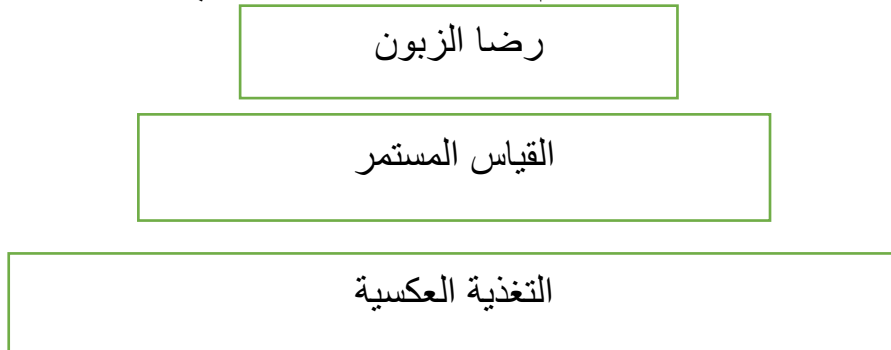 رضا الزبون
القياس المستمر
التغذية العكسية